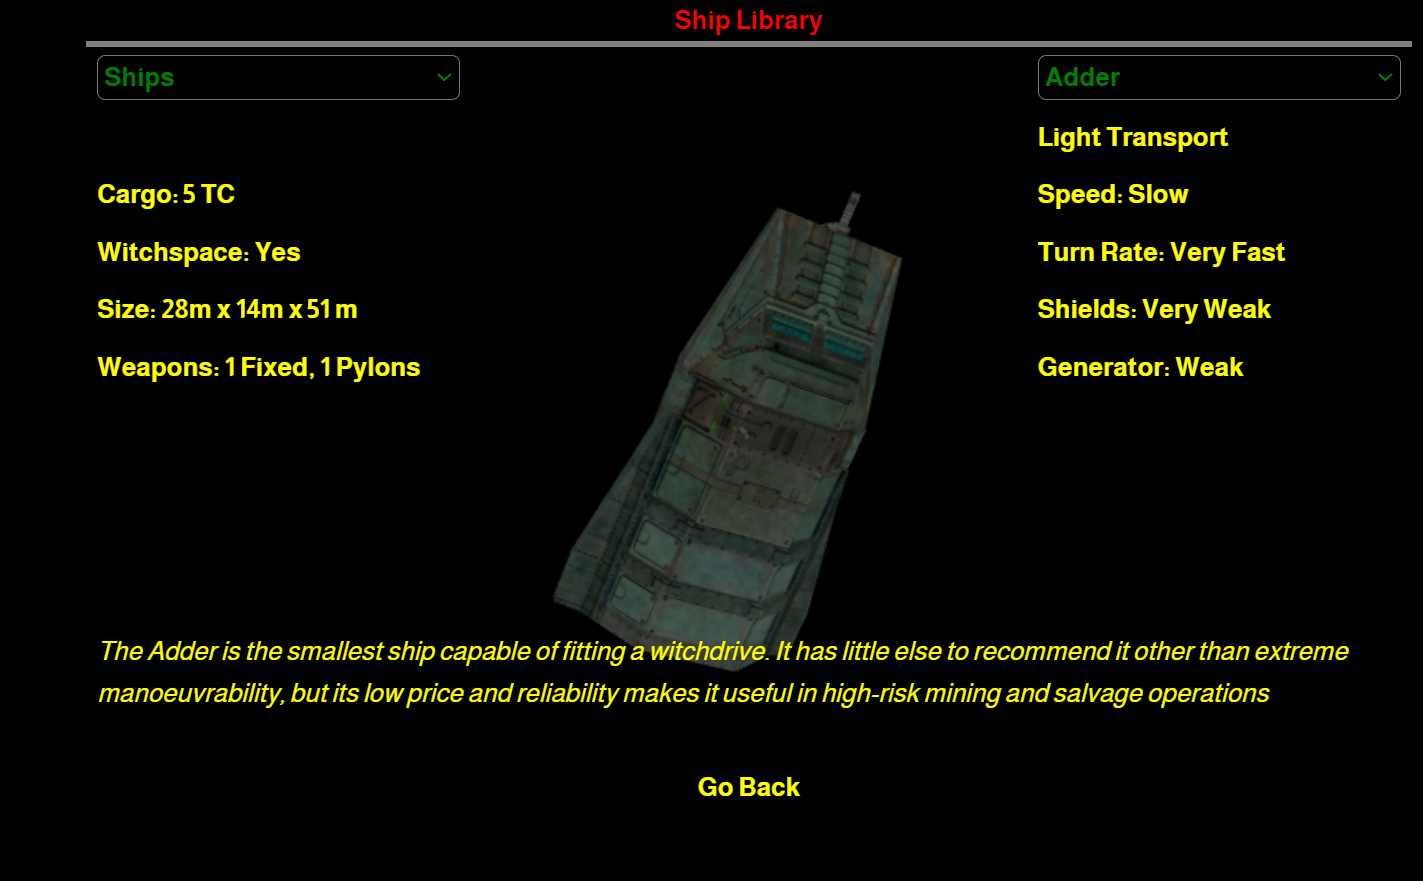 Ship Library
Ships
Adder
Light Transport
Cargo: 5 TC
Speed: Slow
Witchspace: Yes
Turn Rate: Very Fast
Size: 28m x 14m x 51 m
Shields: Very Weak
Weapons: 1 Fixed, 1 Pylons
Generator: Weak
The Adder is the smallest ship capable of fitting a witchdrive. It has little else to recommend it other than extreme
manoeuvrability, but its low price and reliability makes it useful in high-risk mining and salvage operations
Go Back